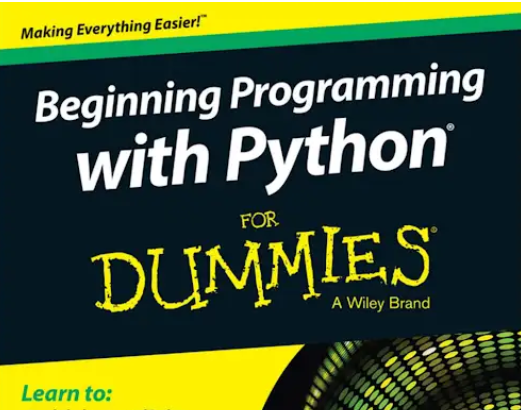 Making Everything Easier!™
Beginning Programming
with Python®
FOR
DUMMIES®
A Wiley Brand
Learn to: